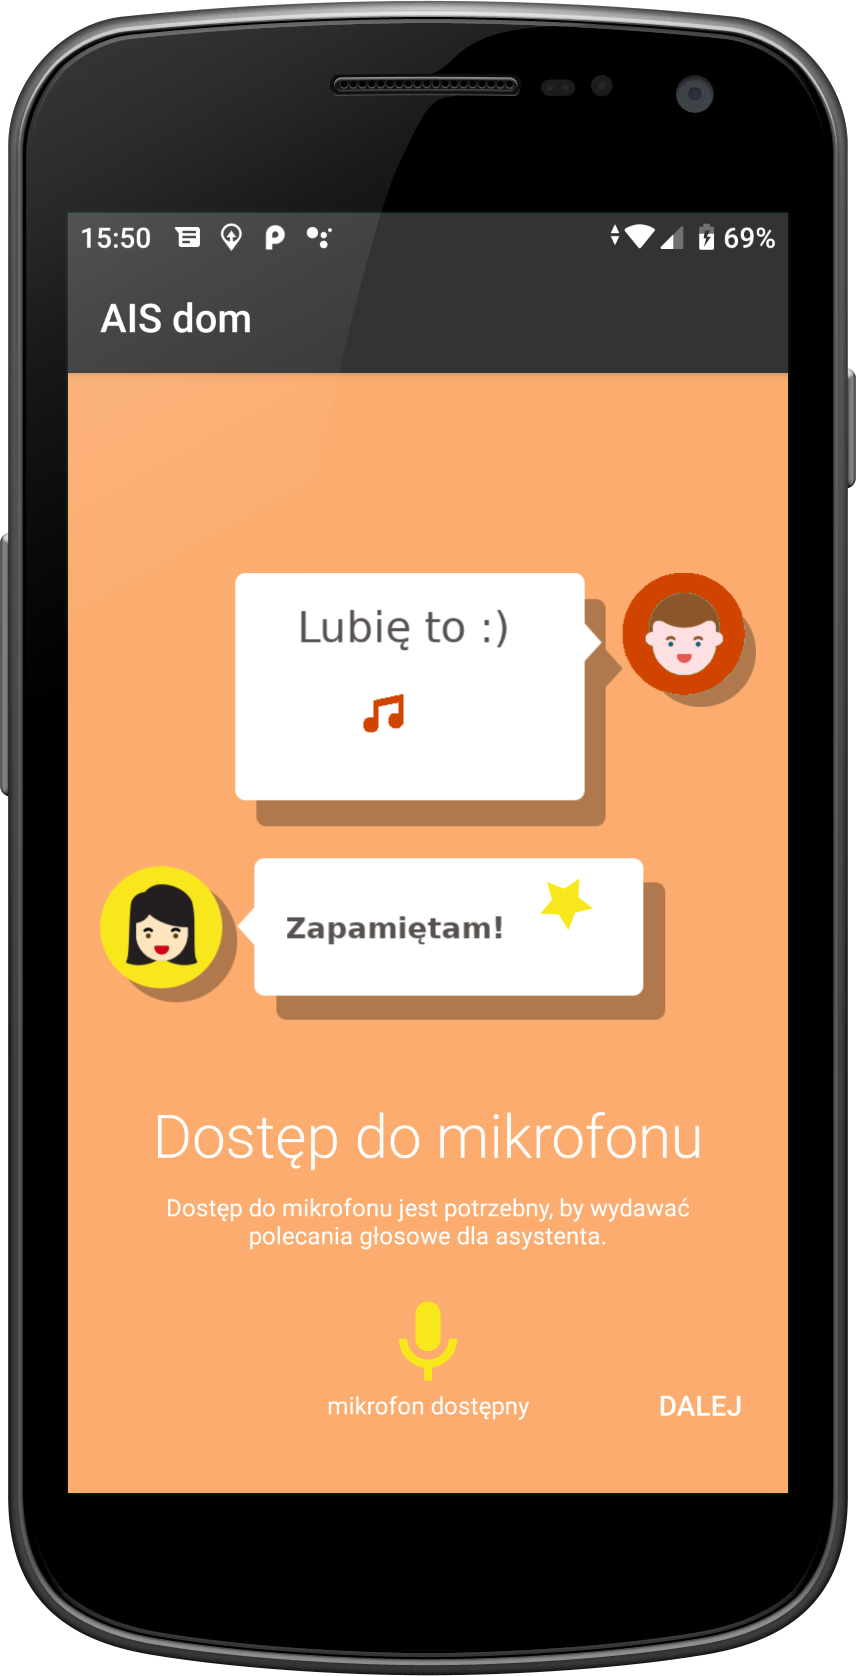 15:50
69%
AIS dom
Lubię to :)
Zapamiętam!
Dostęp do mikrofonu
Dostęp do mikrofonu jest potrzebny, by wydawać
polecania głosowe dla asystenta.
mikrofon dostępny
DALEJ